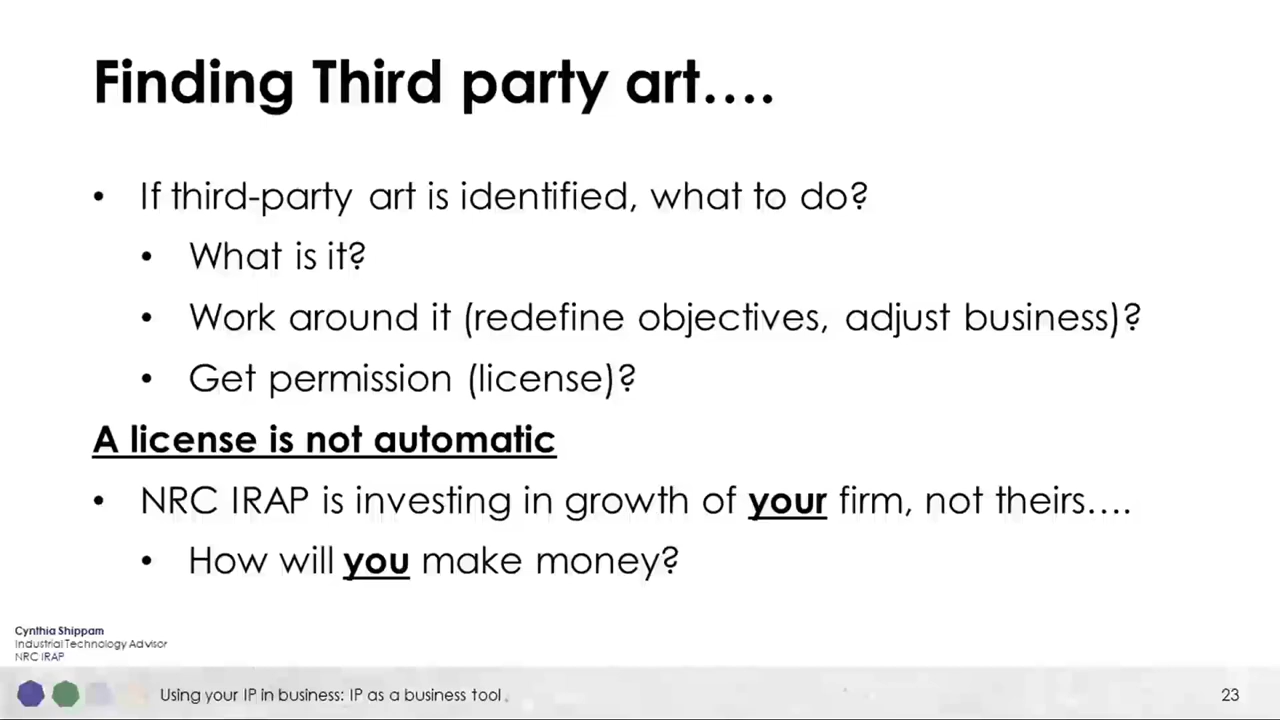 Finding Third party art....
• If third-party art is identified, what to do?
• What is it?
• Work around it (redefine objectives, adjust business)?
• Get permission (license)?
A license is not automatic
• NRC IRAP is investing in growth of your firm, not theirs....
• How will you make money?
Cynthia Shippam
Industrial Technology Advisor
NRC IRAP
Using your IP in business: IP as a business tool
23